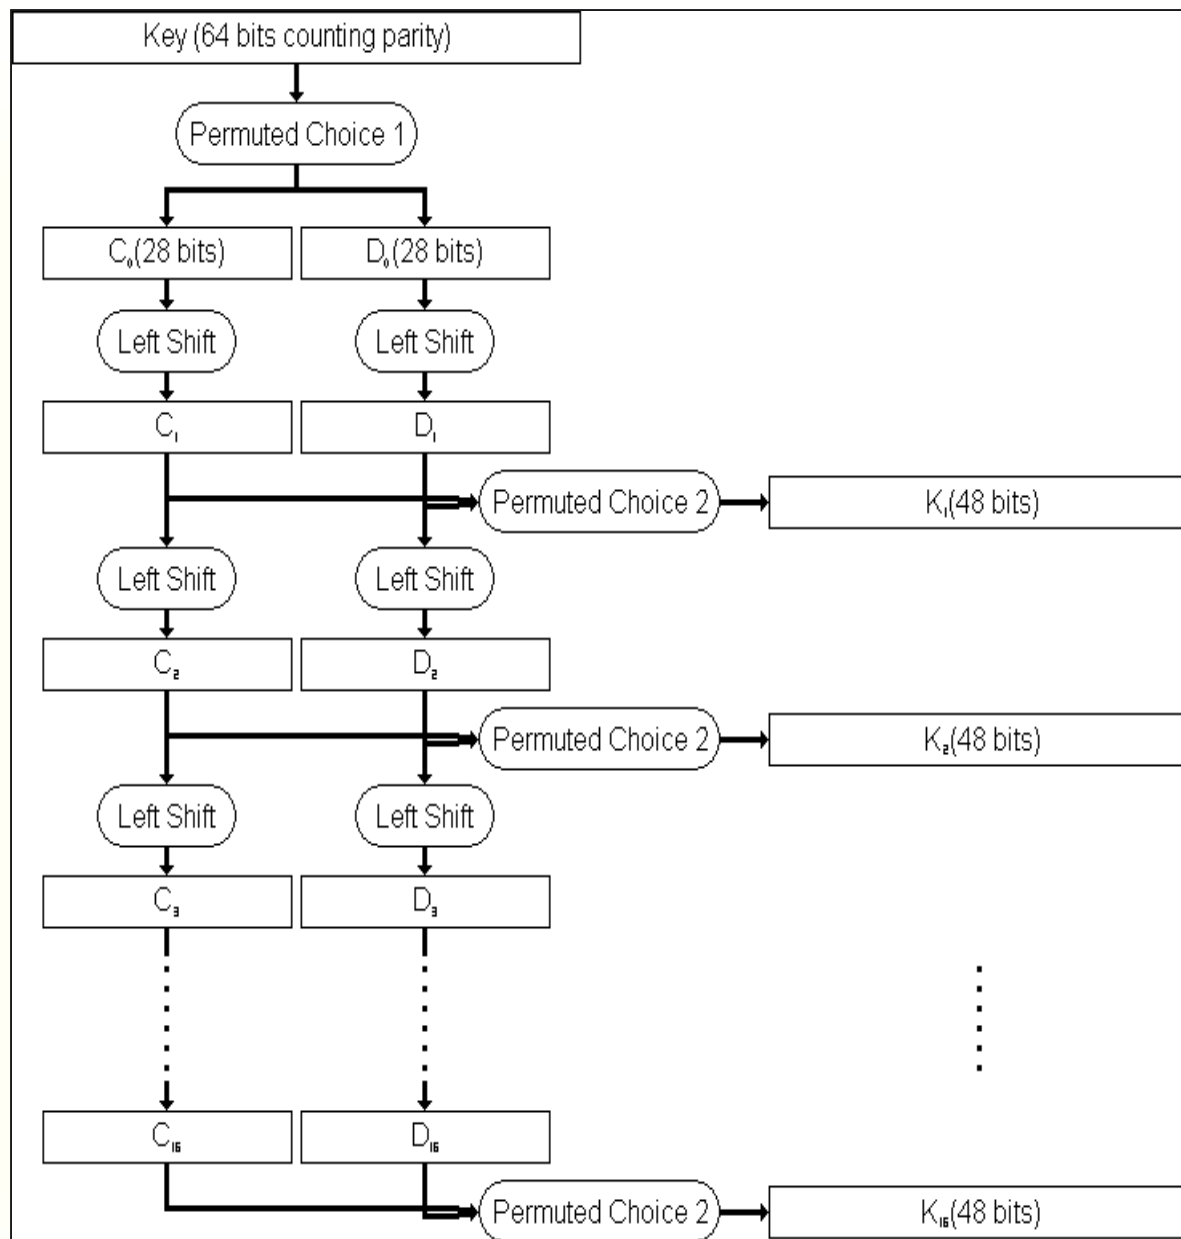 Key (64 bits counting parity)
Permuted Choice 1
C₀(28 bits) D₀(28 bits)
Left Shift Left Shift
C₁ D₁
Permuted Choice 2 K₁(48 bits)
Left Shift Left Shift
C₂ D₂
Permuted Choice 2 K₂(48 bits)
Left Shift Left Shift
C₃ D₃
C₁₆ D₁₆
Permuted Choice 2 K₁₆(48 bits)